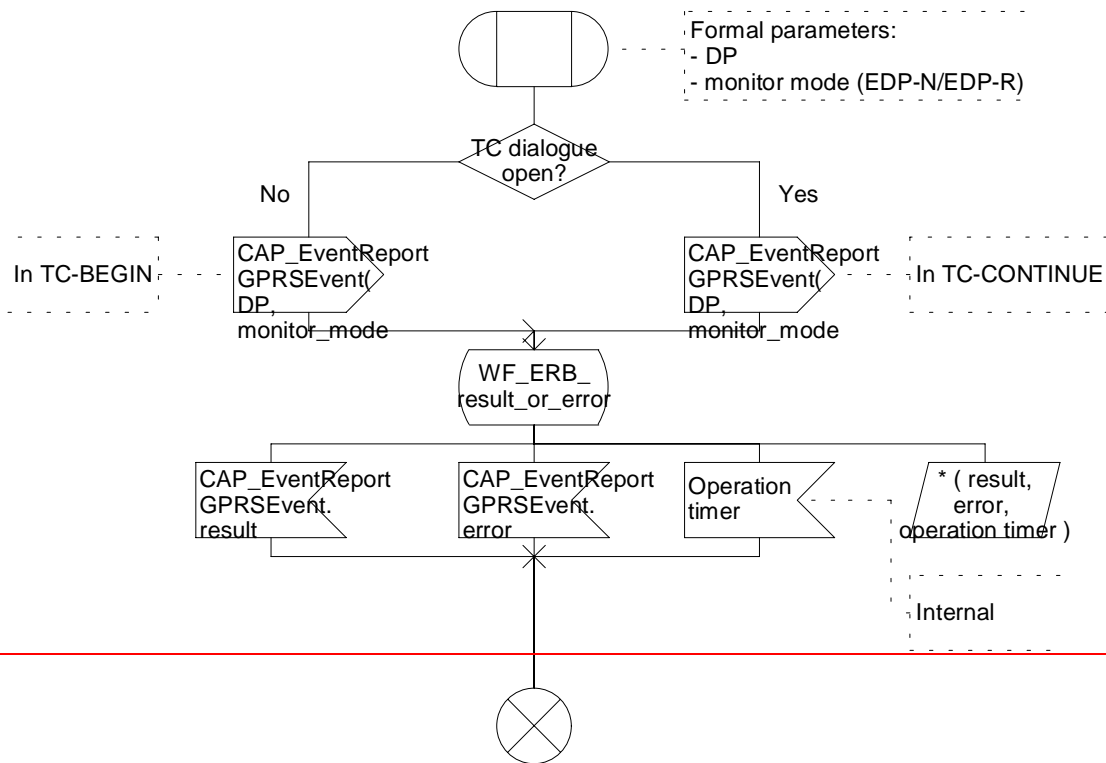 Formal parameters:
- DP
- monitor mode (EDP-N/EDP-R)
TC dialogue
open?
No
Yes
In TC-BEGIN
CAP_EventReport
GPRSEvent(
DP,
monitor_mode
CAP_EventReport
GPRSEvent(
DP,
monitor_mode
In TC-CONTINUE
WF_ERB_
result_or_error
CAP_EventReport
GPRSEvent.
result
CAP_EventReport
GPRSEvent.
error
Operation
timer
* ( result,
error,
operation timer )
Internal